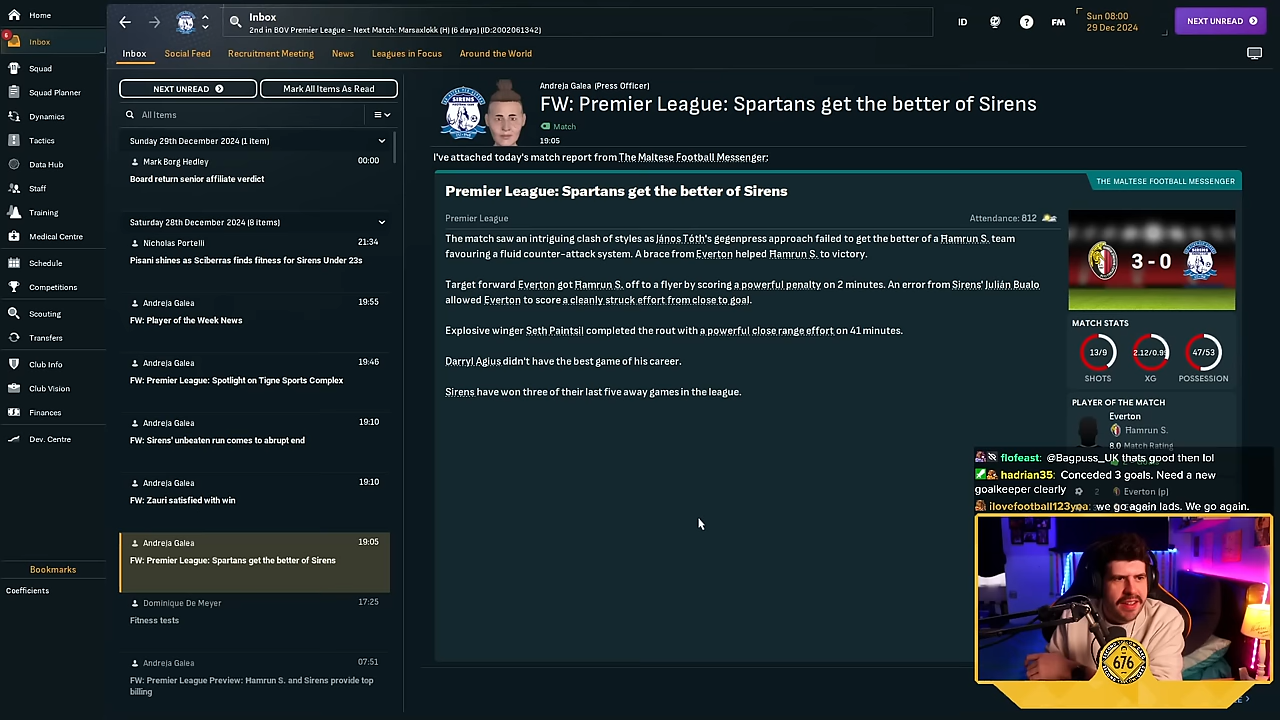 Home
Inbox
6
Squad
Squad Planner
Dynamics
Tactics
Data Hub
Staff
Training
Medical Centre
Schedule
Competitions
Scouting
Transfers
Club Info
Club Vision
Finances
Dev. Centre
Bookmarks
Coefficients
Inbox
2nd in BOV Premier League - Next Match: Marsaxlokk (H) (6 days) (ID:2002061342)
ID
FM
Sun 08:00
29 Dec 2024
NEXT UNREAD
Inbox
Social Feed
Recruitment Meeting
News
Leagues in Focus
Around the World
NEXT UNREAD
Mark All Items As Read
All Items
Sunday 29th December 2024 (1 item)
Mark Borg Hedley
00:00
Board return senior affiliate verdict
Saturday 28th December 2024 (8 items)
Nicholas Portelli
21:34
Pisani shines as Sciberras finds fitness for Sirens Under 23s
Andreja Galea
19:55
FW: Player of the Week News
Andreja Galea
19:46
FW: Premier League: Spotlight on Tigne Sports Complex
Andreja Galea
19:10
FW: Sirens' unbeaten run comes to abrupt end
Andreja Galea
19:10
FW: Zauri satisfied with win
Andreja Galea
19:05
FW: Premier League: Spartans get the better of Sirens
Dominique De Meyer
17:25
Fitness tests
Andreja Galea
07:51
FW: Premier League Preview: Hamrun S. and Sirens provide top
billing
SIRENS
Andreja Galea (Press Officer)
FW: Premier League: Spartans get the better of Sirens
Match
19:05
I've attached today's match report from The Maltese Football Messenger:
THE MALTESE FOOTBALL MESSENGER
Premier League: Spartans get the better of Sirens
Premier League
Attendance: 812
The match saw an intriguing clash of styles as János Tóth's gegenpress approach failed to get the better of a Hamrun S. team
favouring a fluid counter-attack system. A brace from Everton helped Hamrun S. to victory.
Target forward Everton got Hamrun S. off to a flyer by scoring a powerful penalty on 2 minutes. An error from Sirens' Julián Bualo
allowed Everton to score a cleanly struck effort from close to goal.
Explosive winger Seth Paintsil completed the rout with a powerful close range effort on 41 minutes.
Darryl Agius didn't have the best game of his career.
Sirens have won three of their last five away games in the league.
3 - 0
MATCH STATS
13/9
2.12/0.99
47/53
SHOTS
XG
POSSESSION
PLAYER OF THE MATCH
Everton
Hamrun S.
8.0 Match Rating
2
Everton (p)
flofeast: @Bagpuss_UK thats good then lol
hadrian35: Conceded 3 goals. Need a new
goalkeeper clearly
ilovefootball123yea: we go again lads. We go again.
676